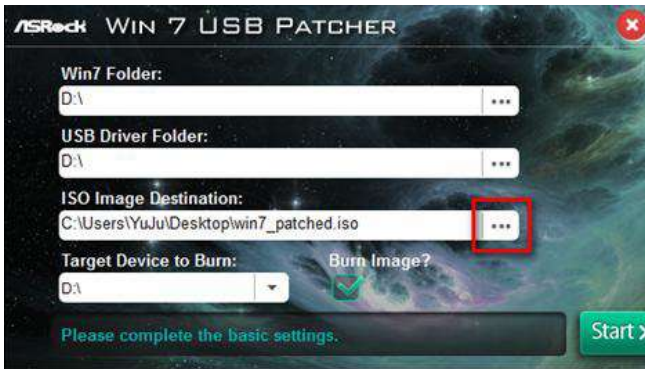 ASRock WIN 7 USB PATCHER
Win7 Folder:
D:\
USB Driver Folder:
D:\
ISO Image Destination:
C:\Users\YuJu\Desktop\win7_patched.iso
Target Device to Burn: Burn Image?
D:\
Please complete the basic settings.
Start